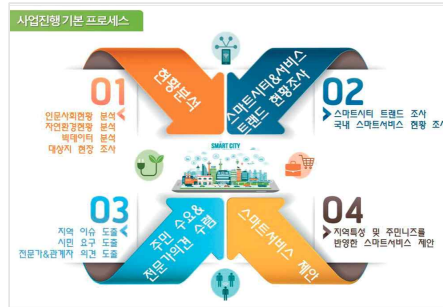 사업진행 기본 프로세스
현황분석
스마트시티&서비스
트렌드 현황조사
01
인문사회현황 분석
자연환경현황 분석
빅데이터 분석
대상지 현장 조사
02
스마트시티 트랜드 조사
국내 스마트서비스 현황 조사
SMART CITY
03
지역 이슈 도출
시민 요구 도출
전문가&관계자 의견 도출
주민 수요&
전문가의견 수렴
스마트서비스 제안
04
지역특성 및 주민니즈를
반영한 스마트서비스 제안